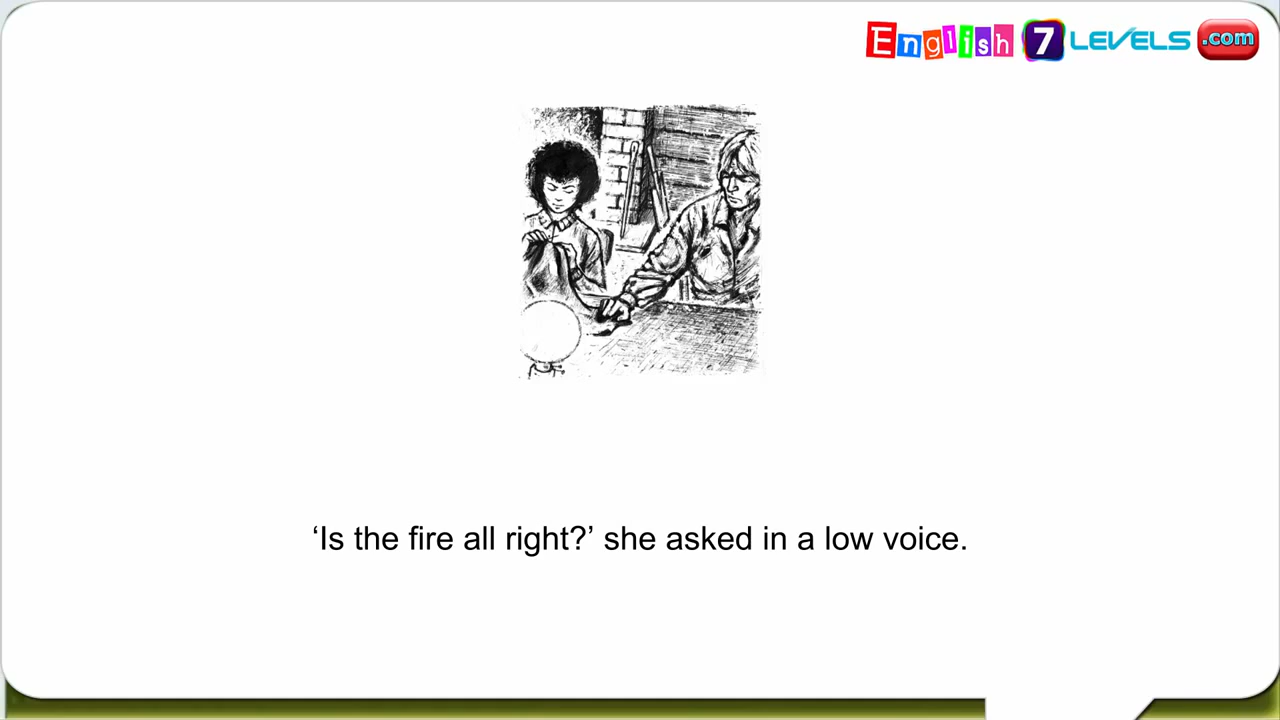 English 7 LEVELS .com
‘Is the fire all right?’ she asked in a low voice.